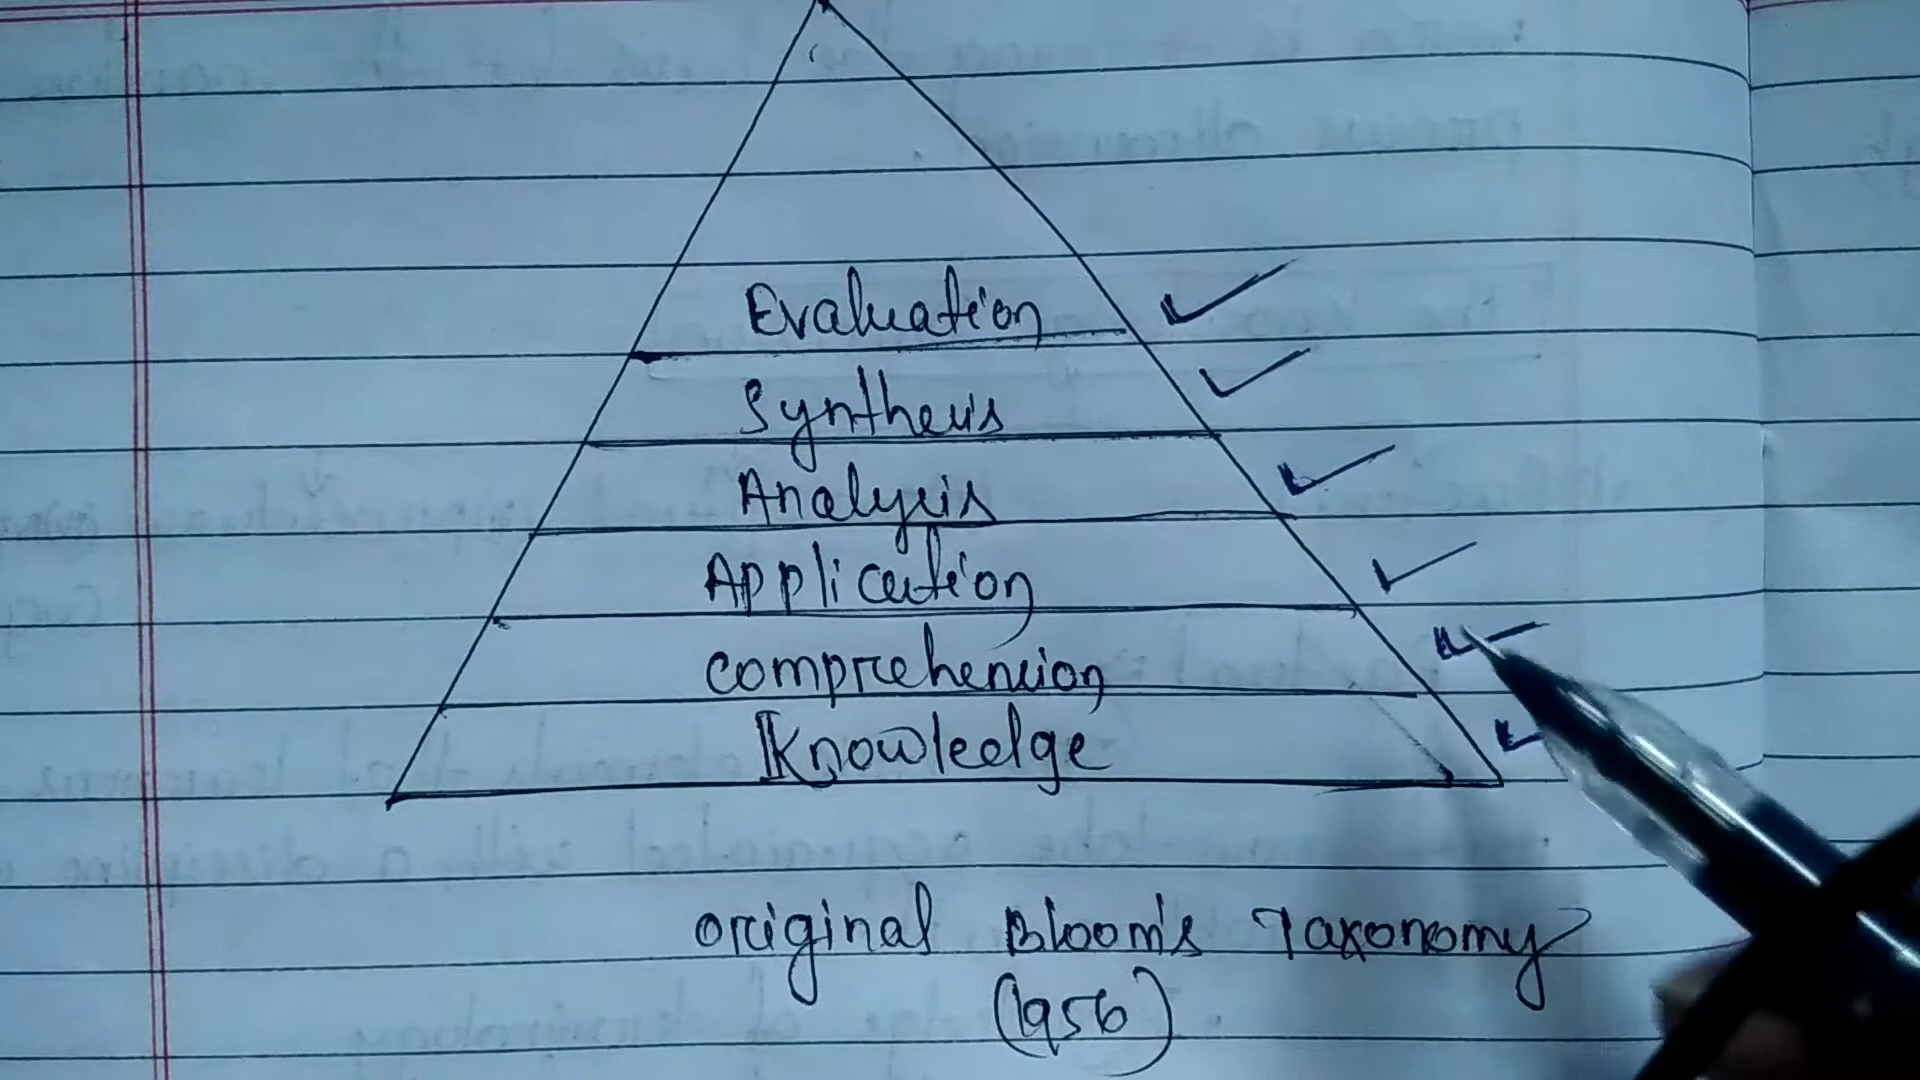 Evaluation
Synthesis
Analysis
Application
comprehension
Knowledge
original Bloom's Taxonomy
(1956)